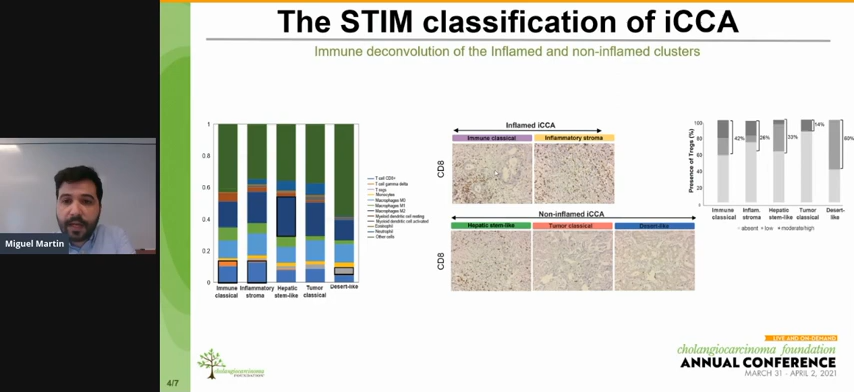 The STIM classification of iCCA
Immune deconvolution of the Inflamed and non-inflamed clusters
1
0.8
0.6
0.4
0.2
0
Immune classical
Inflammatory stroma
Hepatic stem-like
Tumor classical
Desert-like
T cell CD8+
T cell gamma delta
T regs
Monocytes
Macrophages M0
Macrophages M1
Macrophages M2
Myeloid dendritic cell resting
Myeloid dendritic cell activated
Eosinophil
Neutrophil
Other cells
Inflamed iCCA
Immune classical
Inflammatory stroma
CD8
Non-inflamed iCCA
Hepatic stem-like
Tumor classical
Desert-like
CD8
Presence of Tregs (%)
100
80
60
40
20
0
42%
26%
33%
14%
60%
Immune classical
Inflam. stroma
Hepatic stem-like
Tumor classical
Desert-like
absent
low
moderate/high
Miguel Martin
4/7
cholangiocarcinoma
FOUNDATION
LIVE AND ON-DEMAND
cholangiocarcinoma foundation
ANNUAL CONFERENCE
MARCH 31 - APRIL 2, 2021